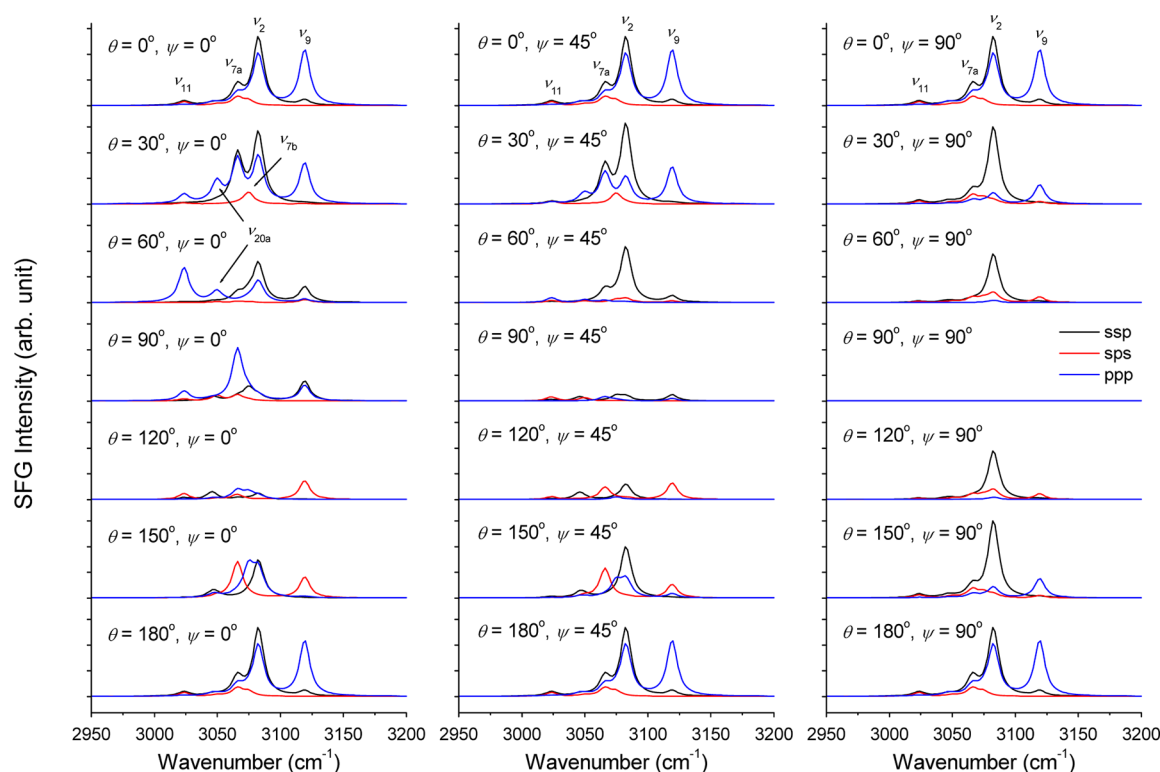 SFG Intensity (arb. unit)
θ = 0°, ψ = 0°
ν11
ν7a
ν2
ν9
θ = 30°, ψ = 0°
ν7b
θ = 60°, ψ = 0°
ν20a
θ = 90°, ψ = 0°
θ = 120°, ψ = 0°
θ = 150°, ψ = 0°
θ = 180°, ψ = 0°
2950 3000 3050 3100 3150 3200
Wavenumber (cm⁻¹)
θ = 0°, ψ = 45°
ν11
ν7a
ν2
ν9
θ = 30°, ψ = 45°
θ = 60°, ψ = 45°
θ = 90°, ψ = 45°
θ = 120°, ψ = 45°
θ = 150°, ψ = 45°
θ = 180°, ψ = 45°
2950 3000 3050 3100 3150 3200
Wavenumber (cm⁻¹)
θ = 0°, ψ = 90°
ν11
ν7a
ν2
ν9
θ = 30°, ψ = 90°
θ = 60°, ψ = 90°
θ = 90°, ψ = 90°
ssp
sps
ppp
θ = 120°, ψ = 90°
θ = 150°, ψ = 90°
θ = 180°, ψ = 90°
2950 3000 3050 3100 3150 3200
Wavenumber (cm⁻¹)